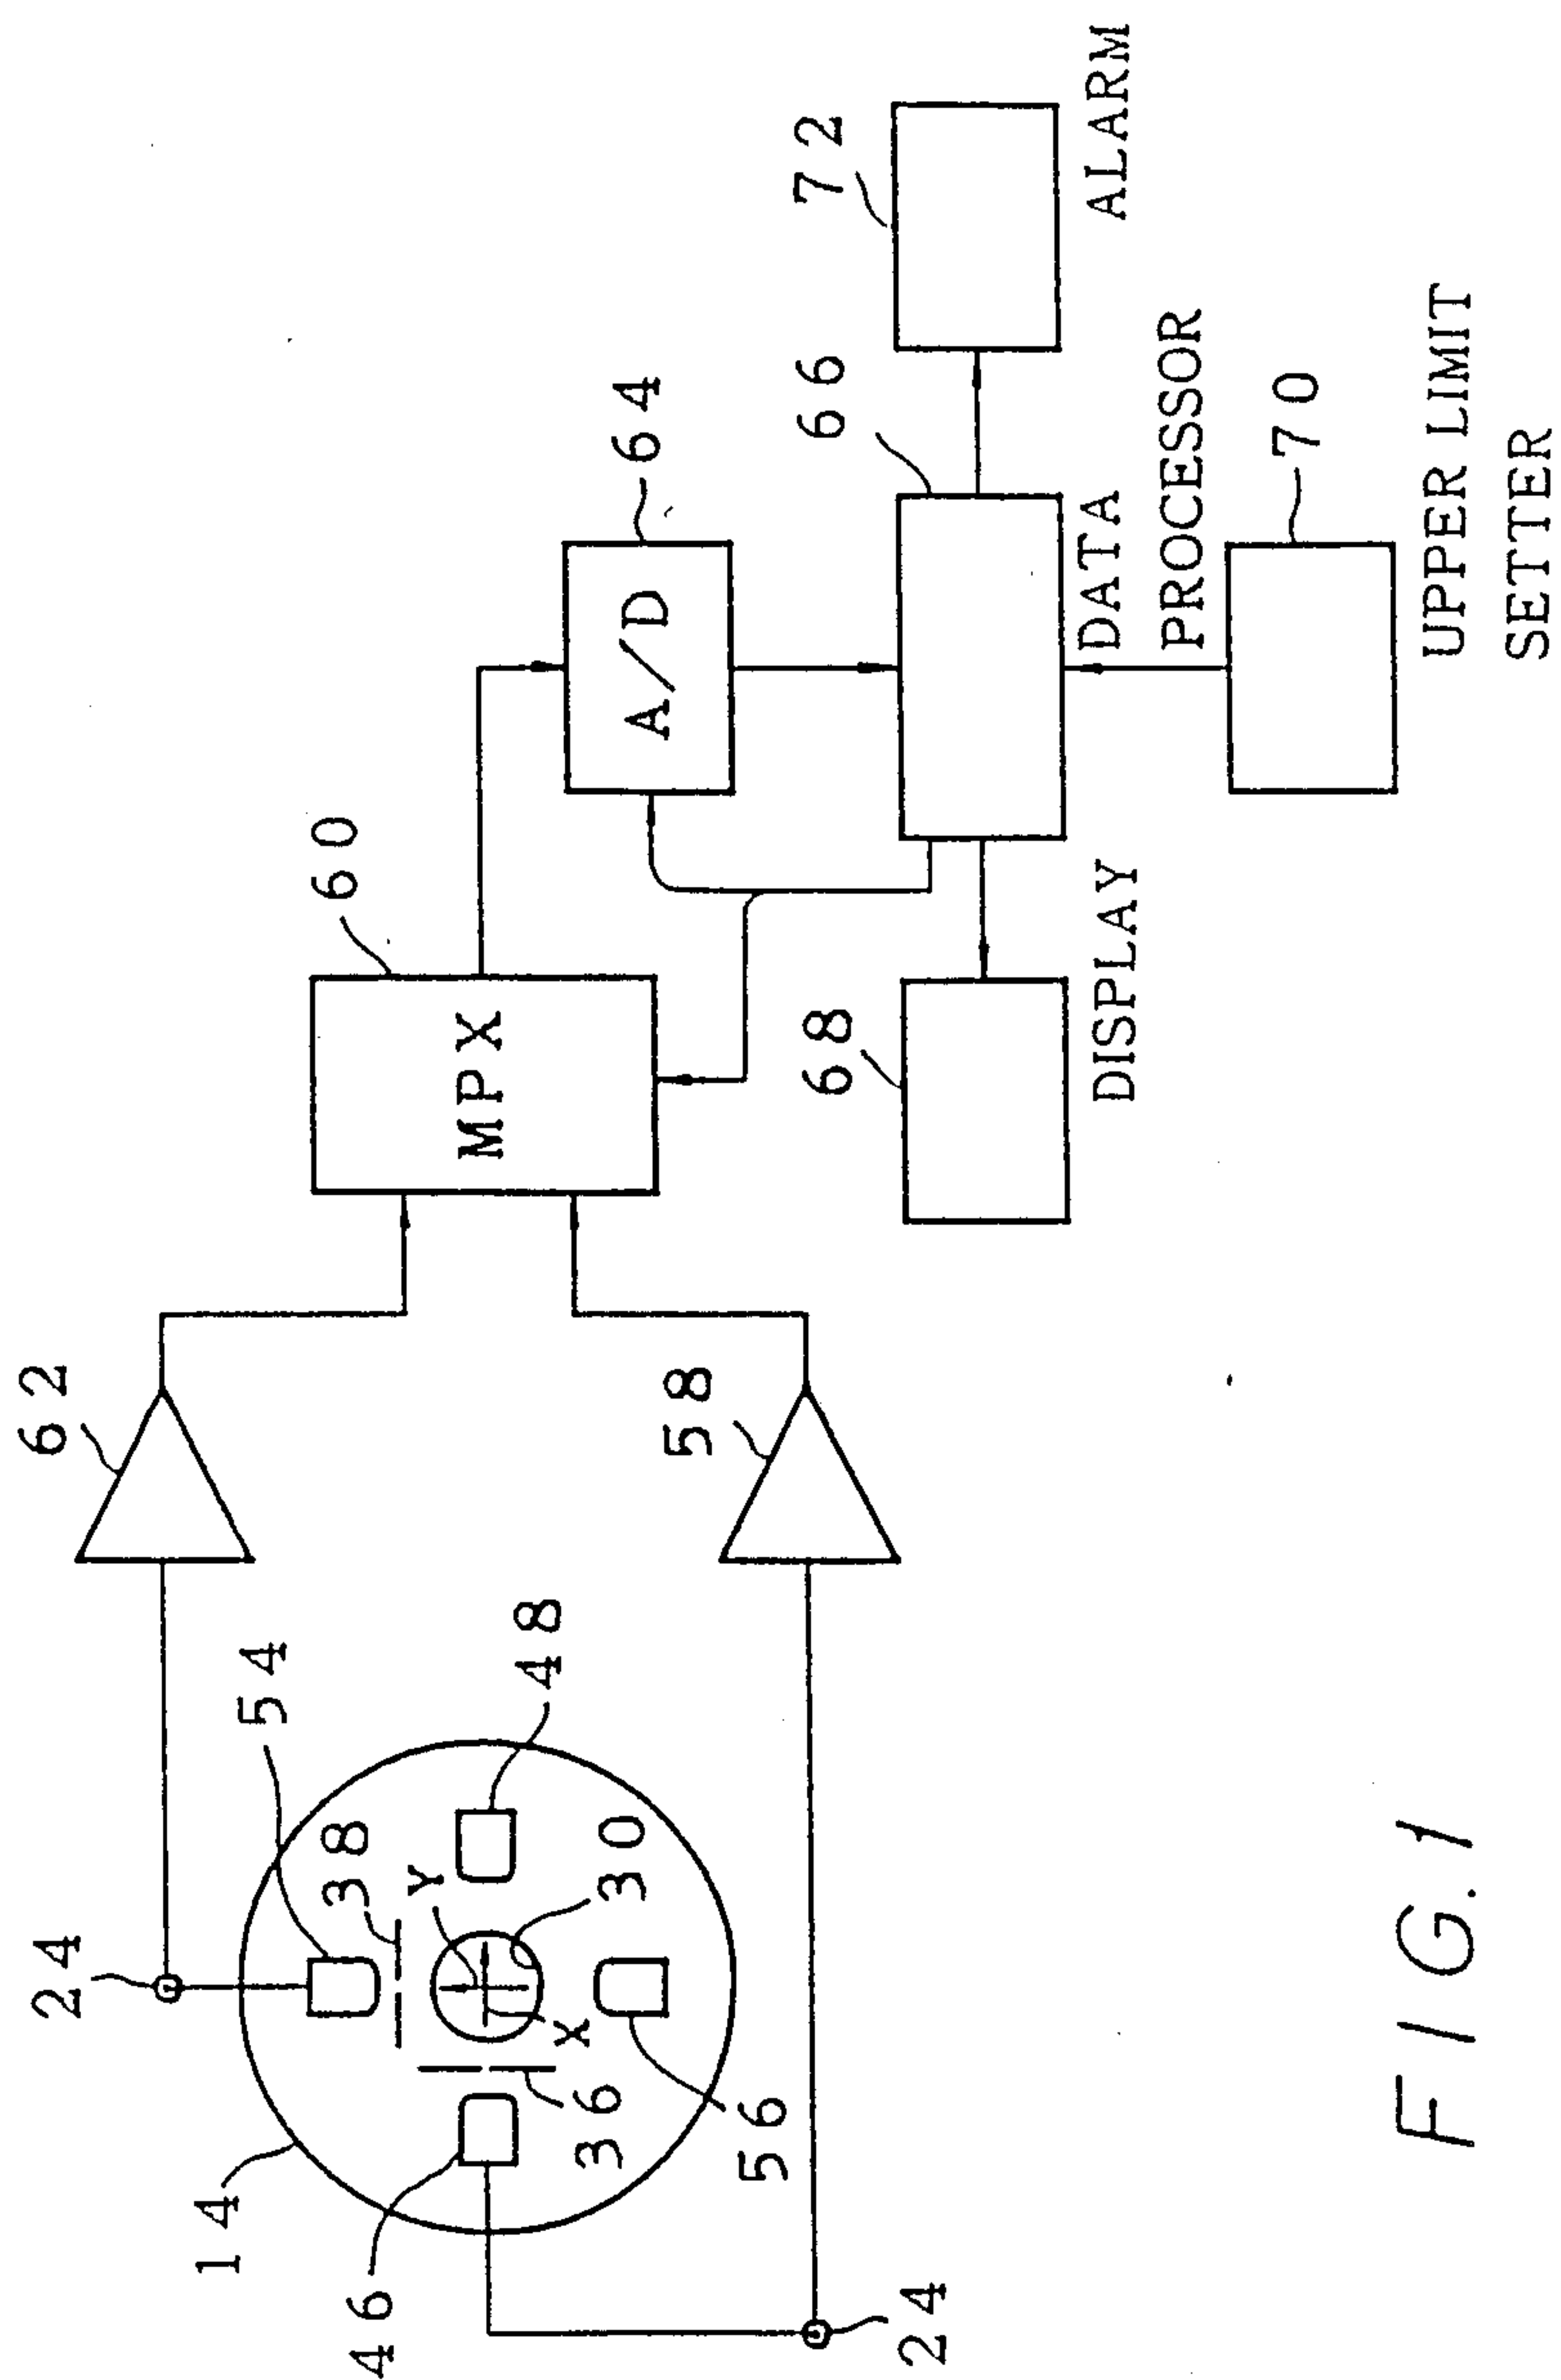 24
62
54
14
38
Y
46
X
36
30
48
56
24
58
60
MPX
64
A/D
66
DATA
PROCESSOR
68
DISPLAY
72
ALARM
70
UPPER LIMIT
SETTER
FIG.1